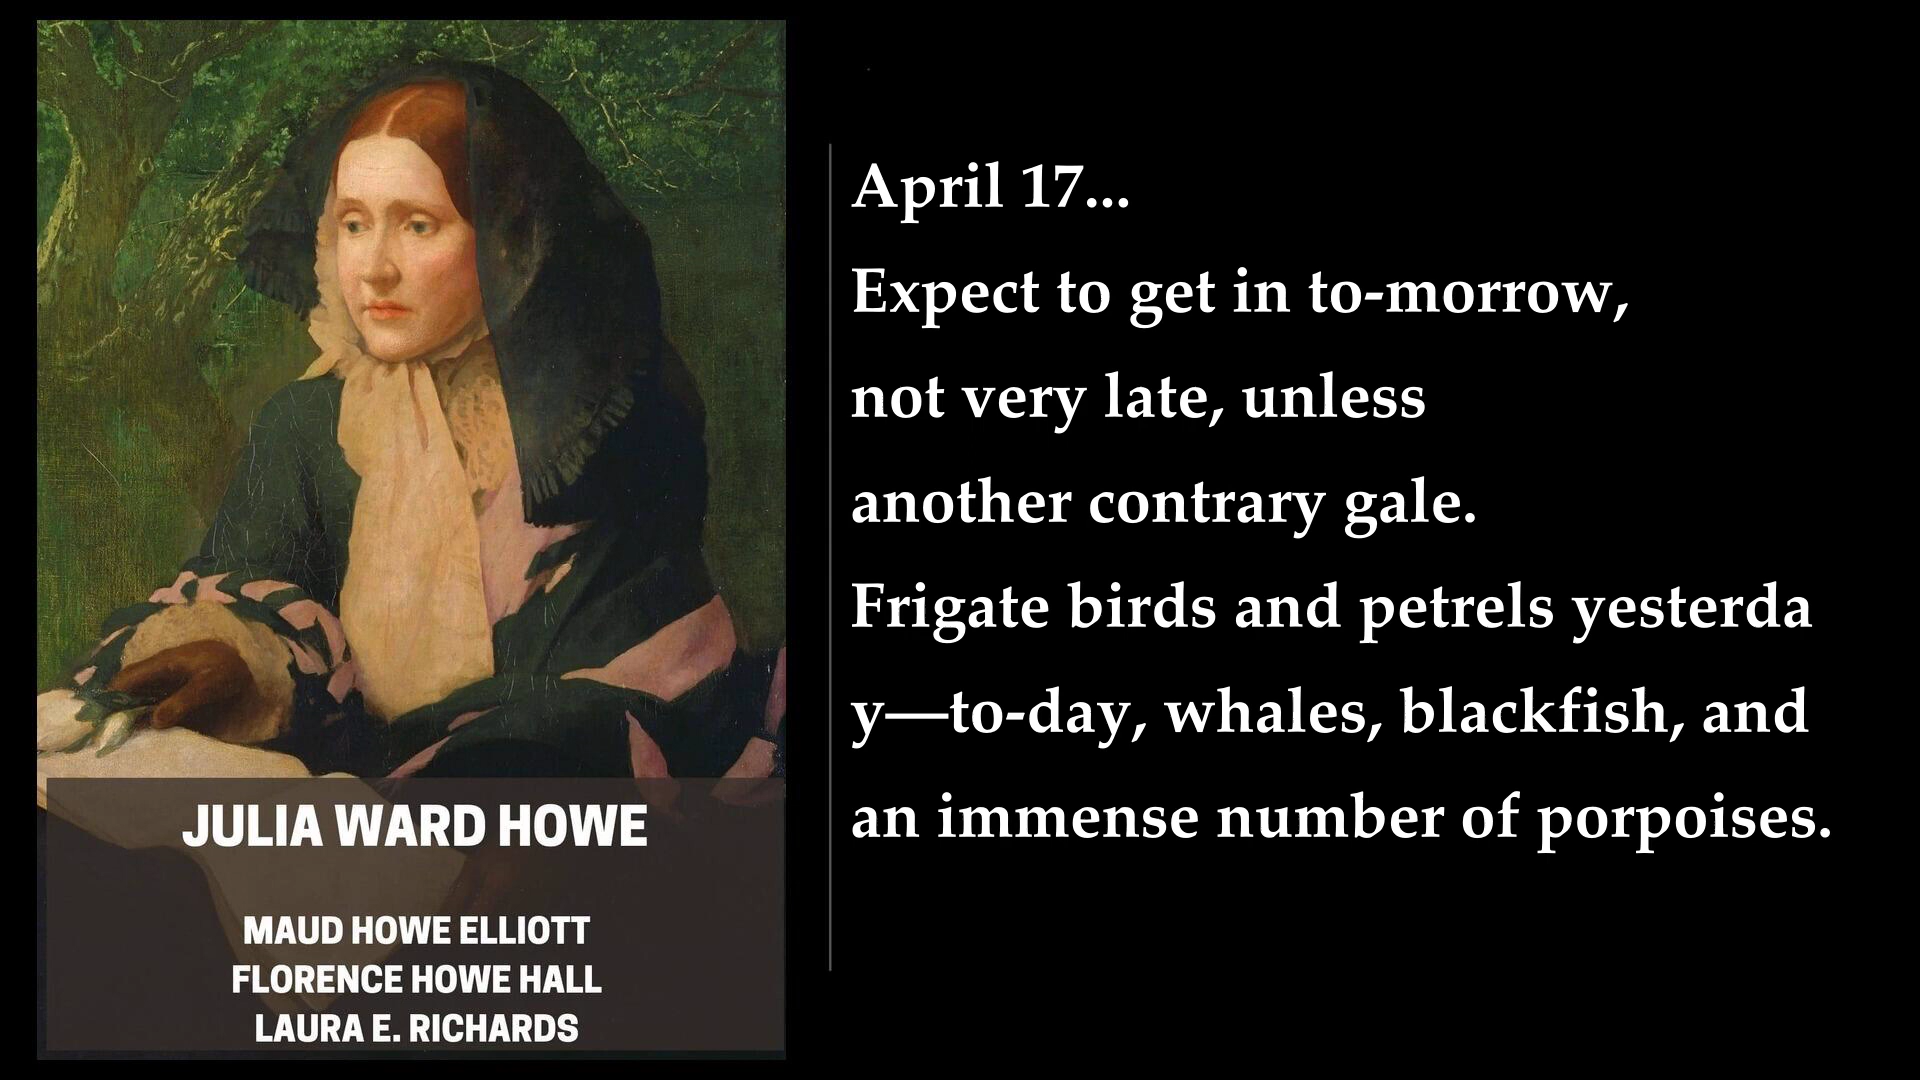 JULIA WARD HOWE
MAUD HOWE ELLIOTT
FLORENCE HOWE HALL
LAURA E. RICHARDS
April 17...
Expect to get in to-morrow,
not very late, unless
another contrary gale.
Frigate birds and petrels yesterda
y—to-day, whales, blackfish, and
an immense number of porpoises.